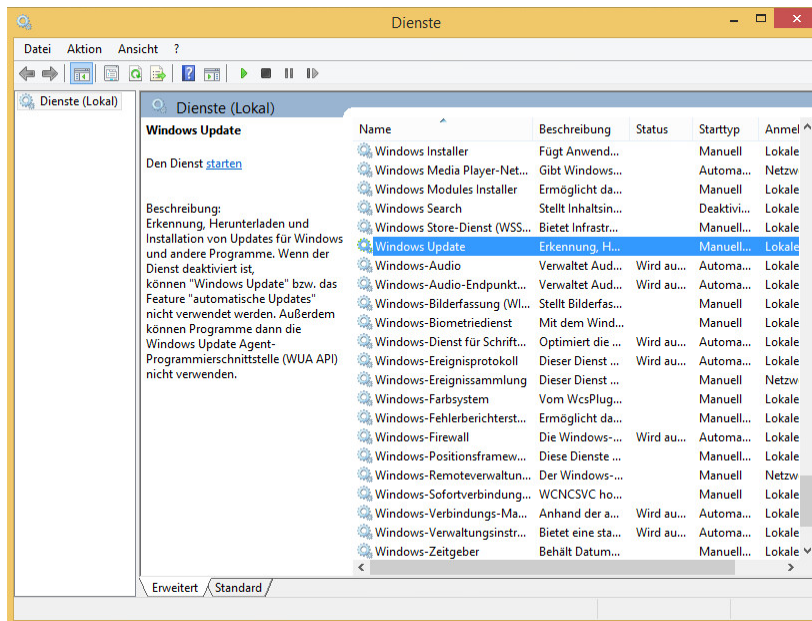 Dienste
Datei Aktion Ansicht ?
Dienste (Lokal)
Dienste (Lokal)
Windows Update
Den Dienst starten
Beschreibung:
Erkennung, Herunterladen und
Installation von Updates für Windows
und andere Programme. Wenn der
Dienst deaktiviert ist,
können "Windows Update" bzw. das
Feature "automatische Updates"
nicht verwendet werden. Außerdem
können Programme dann die
Windows Update Agent-
Programmierschnittstelle (WUA API)
nicht verwenden.
Name Beschreibung Status Starttyp Anmel
Windows Installer Fügt Anwend... Manuell Lokale
Windows Media Player-Net... Gibt Windows... Automa... Netzw
Windows Modules Installer Ermöglicht da... Manuell Lokale
Windows Search Stellt Inhaltsin... Deaktivi... Lokale
Windows Store-Dienst (WSS... Bietet Infrastr... Manuell... Lokale
Windows Update Erkennung, H... Manuell... Lokale
Windows-Audio Verwaltet Aud... Wird au... Automa... Lokale
Windows-Audio-Endpunkt... Verwaltet Aud... Wird au... Automa... Lokale
Windows-Bilderfassung (WI... Stellt Bilderfas... Manuell Lokale
Windows-Biometriedienst Mit dem Wind... Manuell Lokale
Windows-Dienst für Schrift... Optimiert die ... Wird au... Automa... Lokale
Windows-Ereignisprotokoll Dieser Dienst ... Wird au... Automa... Lokale
Windows-Ereignissammlung Dieser Dienst ... Manuell Netzw
Windows-Farbsystem Vom WcsPlug... Manuell Lokale
Windows-Fehlerberichterst... Ermöglicht da... Manuell... Lokale
Windows-Firewall Die Windows-... Wird au... Automa... Lokale
Windows-Positionsframew... Diese Dienste ... Manuell... Lokale
Windows-Remoteverwaltun... Der Windows-... Manuell Netzw
Windows-Sofortverbindung... WCNCSVC ho... Manuell Lokale
Windows-Verbindungs-Ma... Anhand der a... Wird au... Automa... Lokale
Windows-Verwaltungsinstr... Bietet eine sta... Wird au... Automa... Lokale
Windows-Zeitgeber Behält Datum... Manuell... Lokale
Erweitert Standard